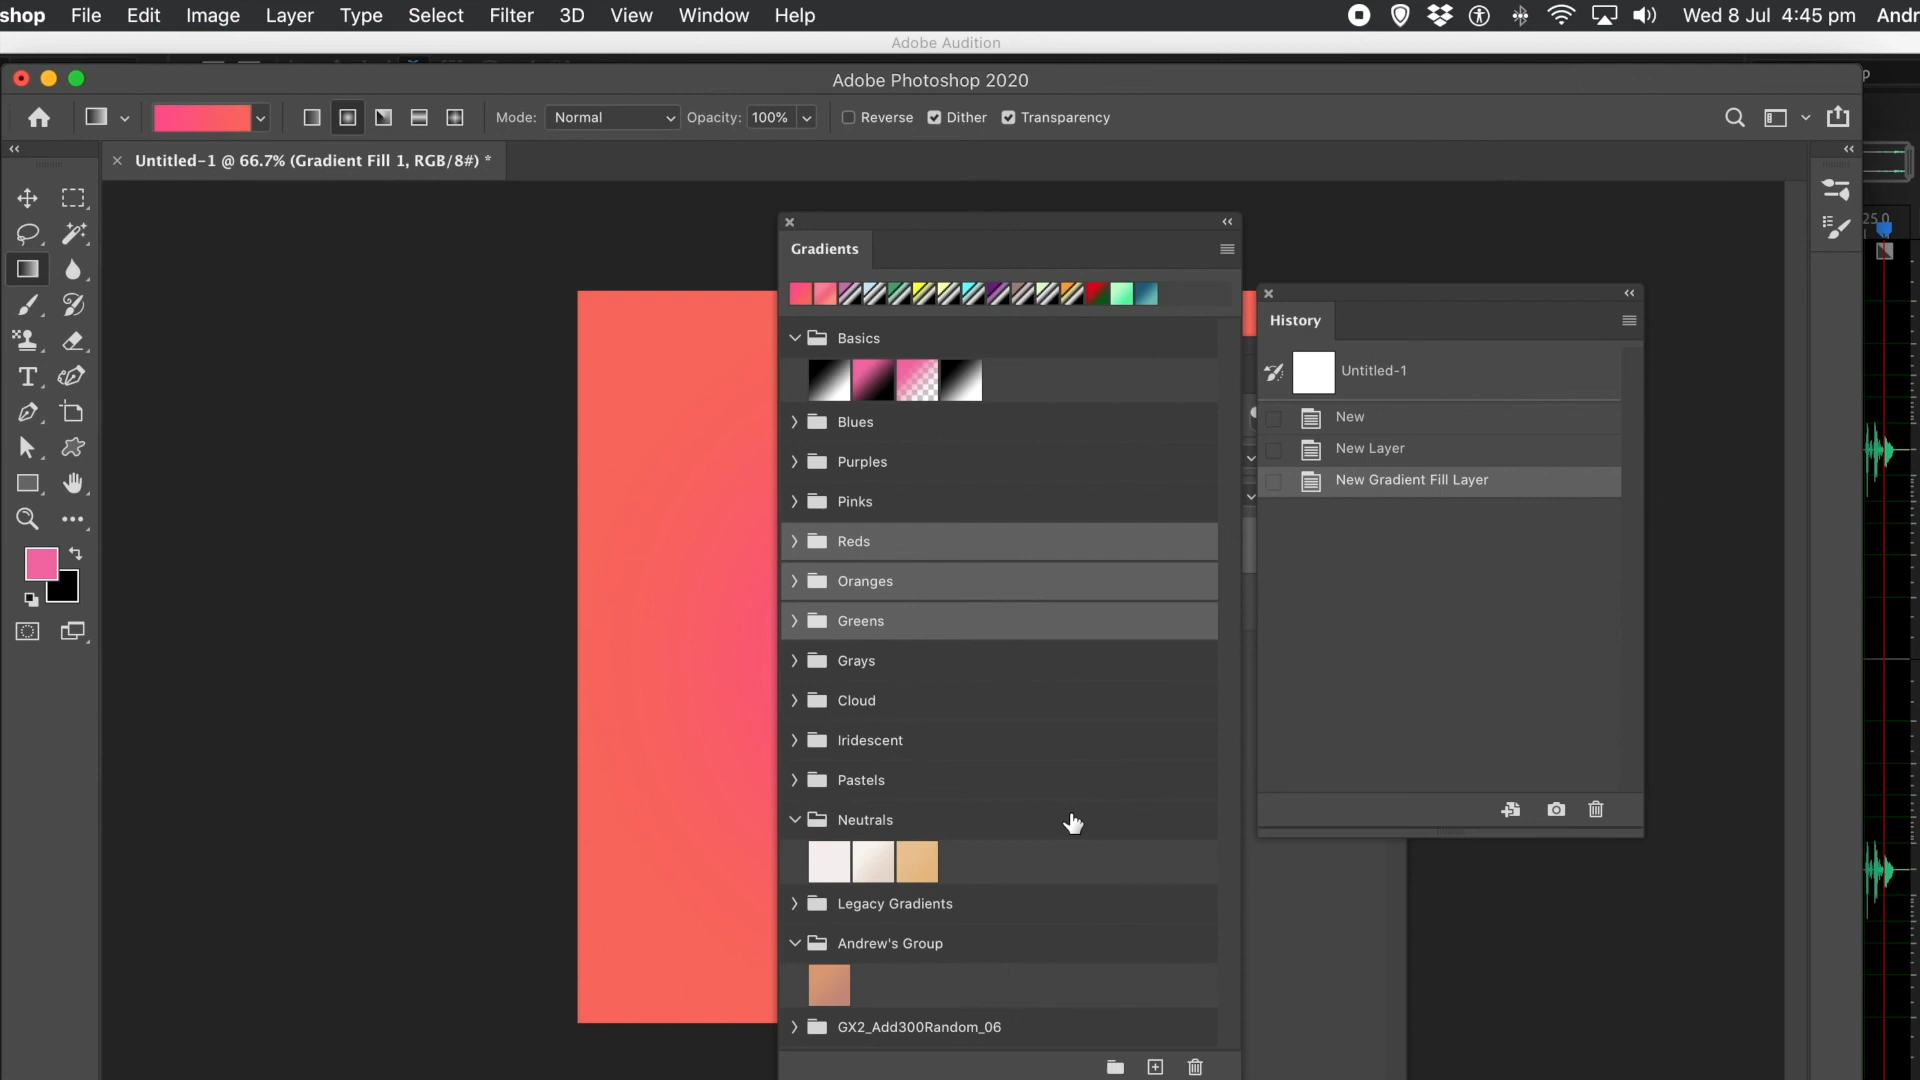 shop File Edit Image Layer Type Select Filter 3D View Window Help Wed 8 Jul 4:45 pm Andr
Adobe Audition
Adobe Photoshop 2020
Mode: Normal Opacity: 100% Reverse Dither Transparency
Untitled-1 @ 66.7% (Gradient Fill 1, RGB/8#) *
25.0
Gradients
Basics
Blues
Purples
Pinks
Reds
Oranges
Greens
Grays
Cloud
Iridescent
Pastels
Neutrals
Legacy Gradients
Andrew's Group
GX2_Add300Random_06
History
Untitled-1
New
New Layer
New Gradient Fill Layer